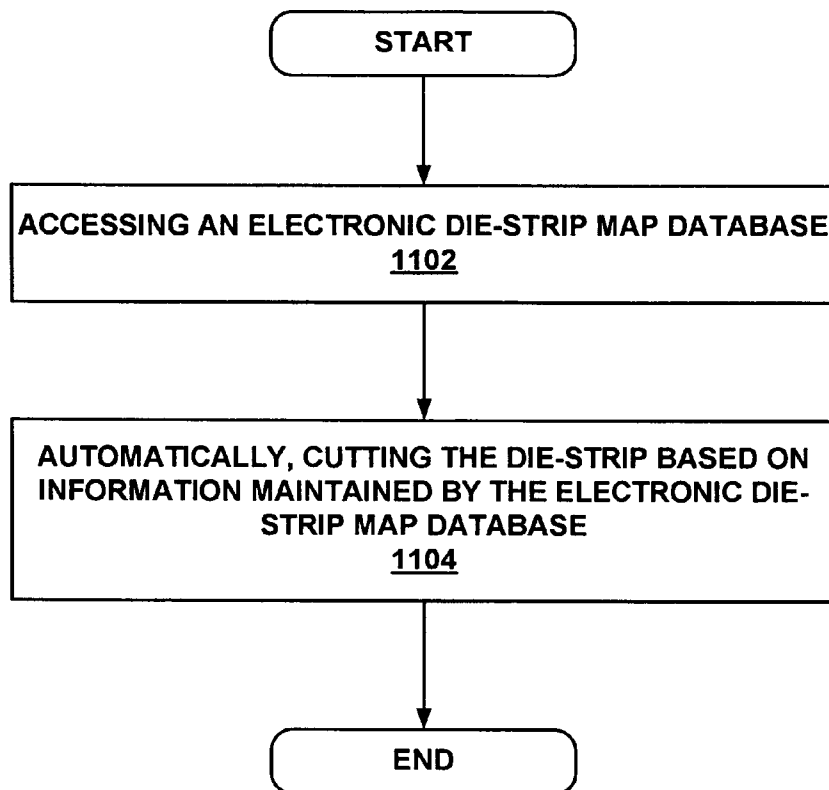 START
ACCESSING AN ELECTRONIC DIE-STRIP MAP DATABASE
1102
AUTOMATICALLY, CUTTING THE DIE-STRIP BASED ON
INFORMATION MAINTAINED BY THE ELECTRONIC DIE-
STRIP MAP DATABASE
1104
END